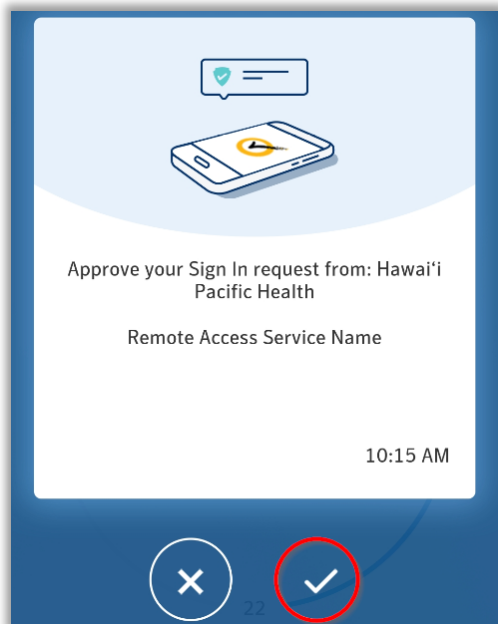 Approve your Sign In request from: Hawaiʻi
Pacific Health
Remote Access Service Name
10:15 AM
22